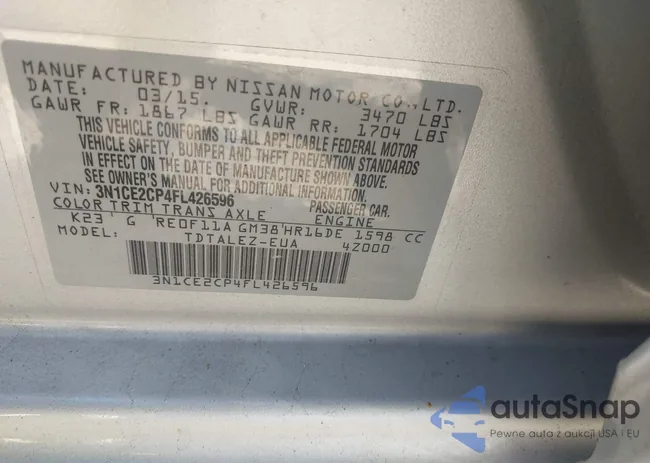 MANUFACTURED BY NISSAN MOTOR CO., LTD.
DATE: 03/15. GVWR: 3470 LBS
GAWR FR: 1867 LBS GAWR RR: 1704 LBS
THIS VEHICLE CONFORMS TO ALL APPLICABLE FEDERAL MOTOR
VEHICLE SAFETY, BUMPER AND THEFT PREVENTION STANDARDS
IN EFFECT ON THE DATE OF MANUFACTURE SHOWN ABOVE.
SEE OWNER'S MANUAL FOR ADDITIONAL INFORMATION.
VIN: 3N1CE2CP4FL426596 PASSENGER CAR.
COLOR TRIM TRANS AXLE ENGINE
K23' G 'RE0F11A GM38'HR16DE 1598 CC
MODEL: TDTALEZ-EUA 4Z000
3N1CE2CP4FL426596
autaSnap
Pewne auta z aukcji USA i EU